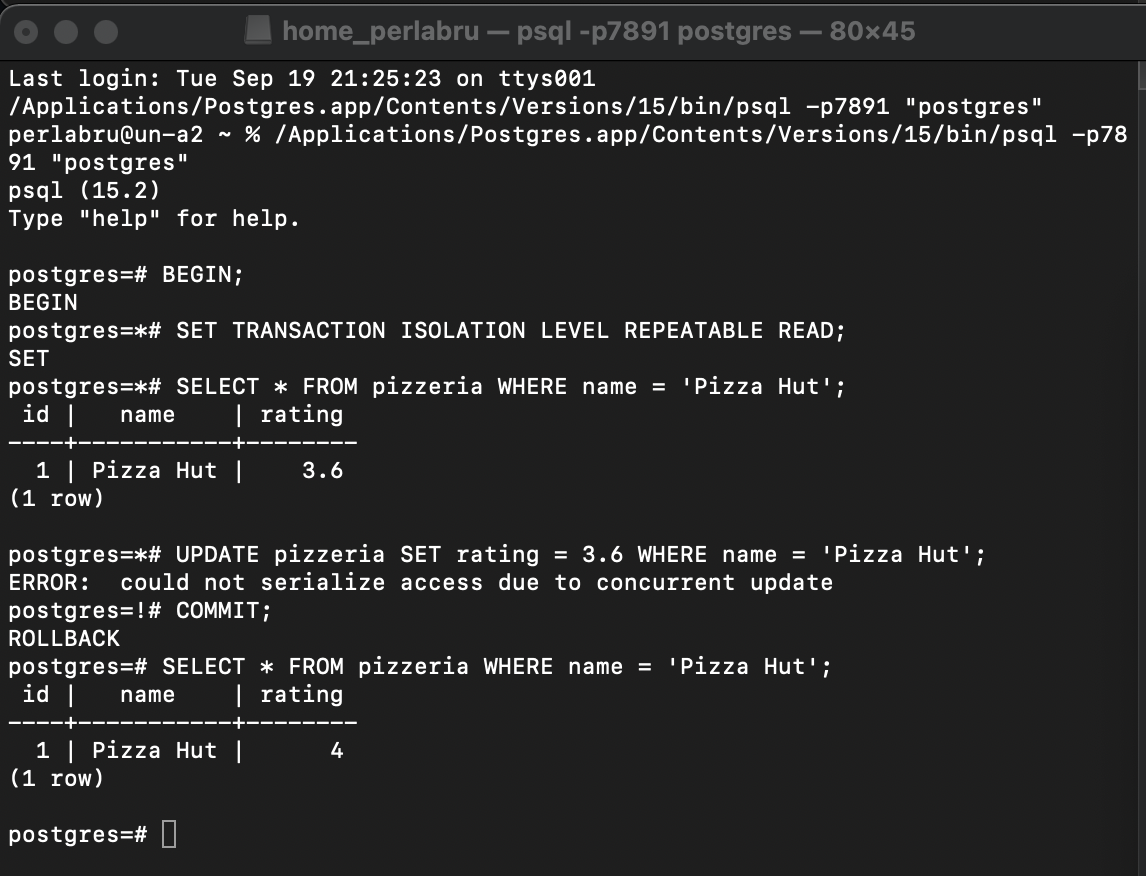 home_perlabru — psql -p7891 postgres — 80×45
Last login: Tue Sep 19 21:25:23 on ttys001
/Applications/Postgres.app/Contents/Versions/15/bin/psql -p7891 "postgres"
perlabru@un-a2 ~ % /Applications/Postgres.app/Contents/Versions/15/bin/psql -p78
91 "postgres"
psql (15.2)
Type "help" for help.

postgres=# BEGIN;
BEGIN
postgres=*# SET TRANSACTION ISOLATION LEVEL REPEATABLE READ;
SET
postgres=*# SELECT * FROM pizzeria WHERE name = 'Pizza Hut';
 id |   name    | rating
----+-----------+--------
  1 | Pizza Hut |    3.6
(1 row)

postgres=*# UPDATE pizzeria SET rating = 3.6 WHERE name = 'Pizza Hut';
ERROR:  could not serialize access due to concurrent update
postgres=!# COMMIT;
ROLLBACK
postgres=# SELECT * FROM pizzeria WHERE name = 'Pizza Hut';
 id |   name    | rating
----+-----------+--------
  1 | Pizza Hut |      4
(1 row)

postgres=#